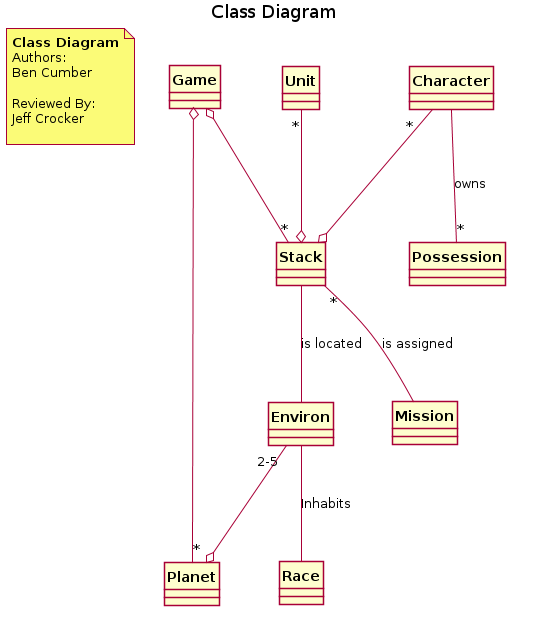 Class Diagram
Class Diagram
Authors:
Ben Cumber
Reviewed By:
Jeff Crocker
Game
Unit
Character
*
*
owns
*
*
Stack
Possession
*
is located
is assigned
Environ
Mission
2-5
Inhabits
*
Planet
Race